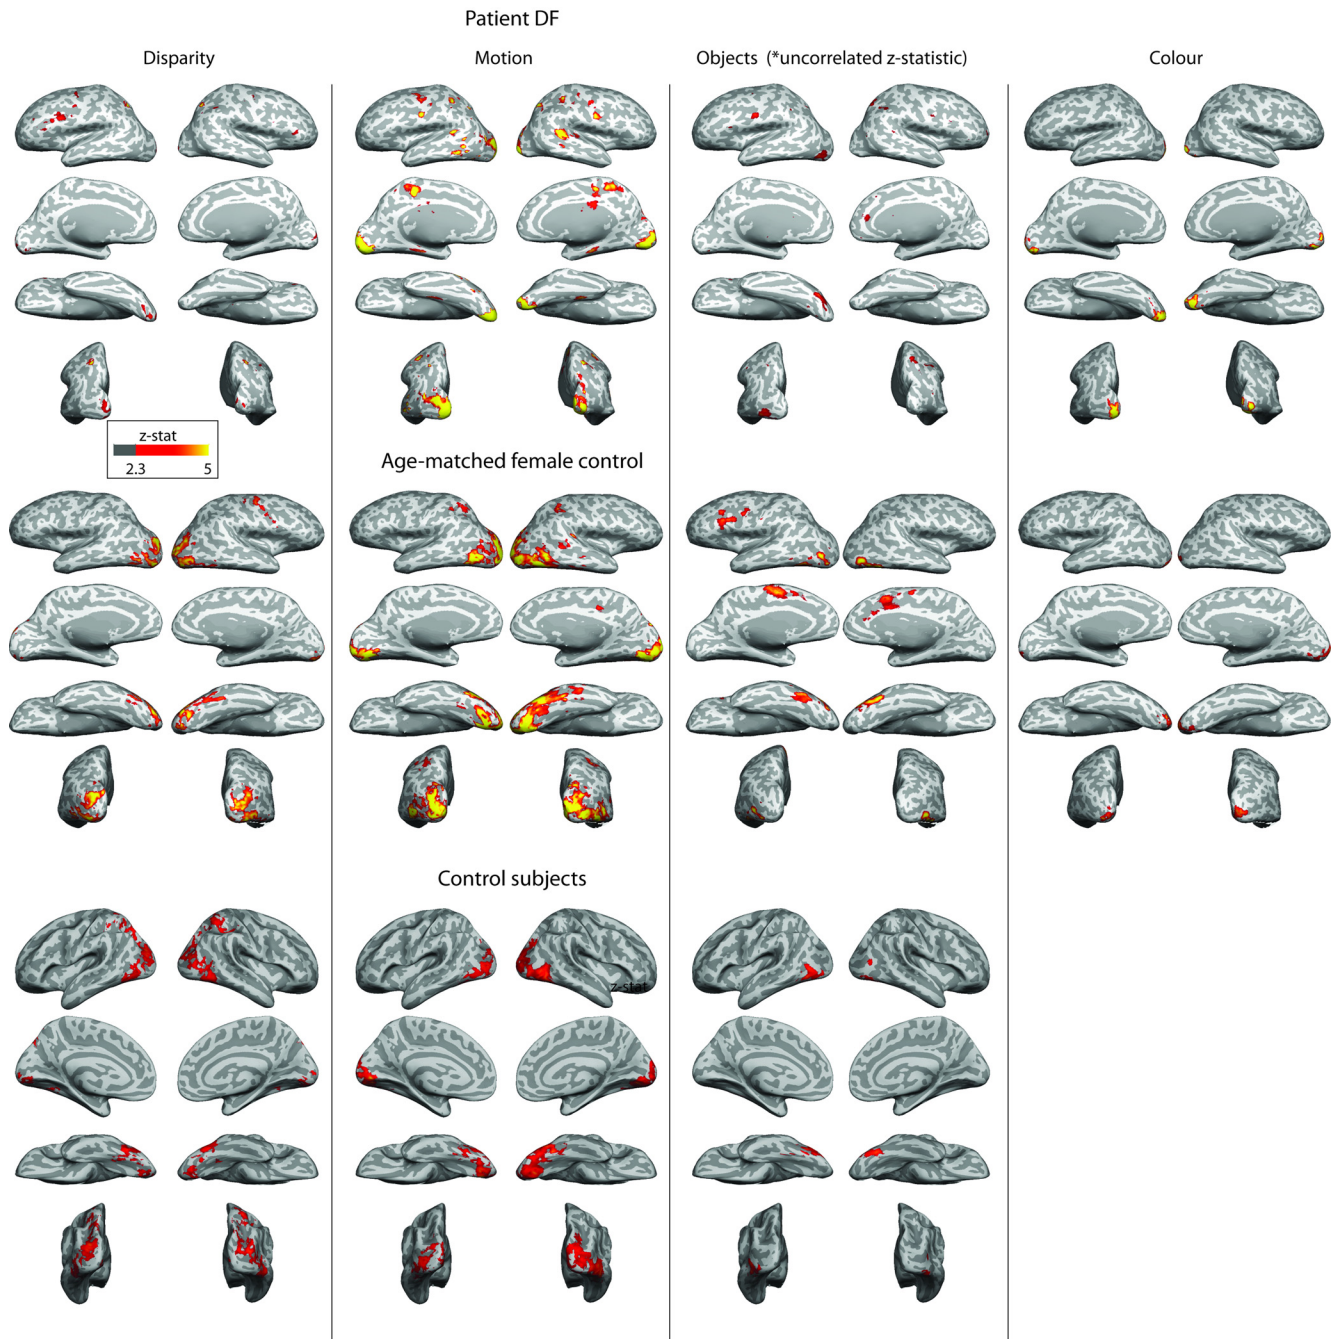 Patient DF
Disparity
Motion
Objects (*uncorrelated z-statistic)
Colour
z-stat
2.3 5
Age-matched female control
Control subjects
z-stat